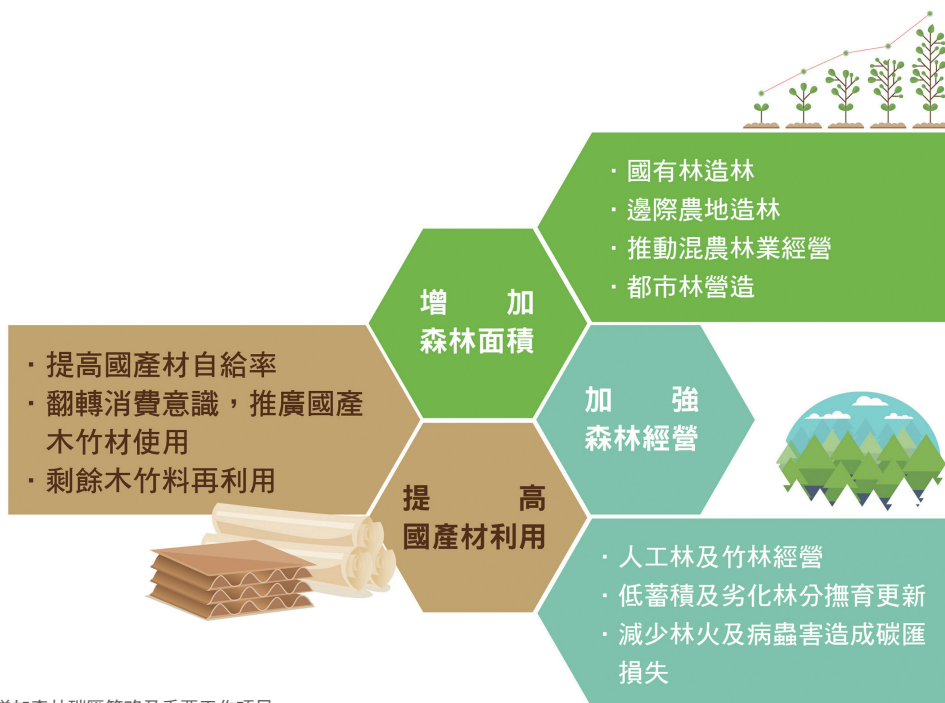 ・國有林造林
・邊際農地造林
・推動混農林業經營
・都市林營造
增加
森林面積
・提高國產材自給率
・翻轉消費意識，推廣國產
木竹材使用
・剩餘木竹料再利用
加強
森林經營
提高
國產材利用
・人工林及竹林經營
・低蓄積及劣化林分撫育更新
・減少林火及病蟲害造成碳匯
損失